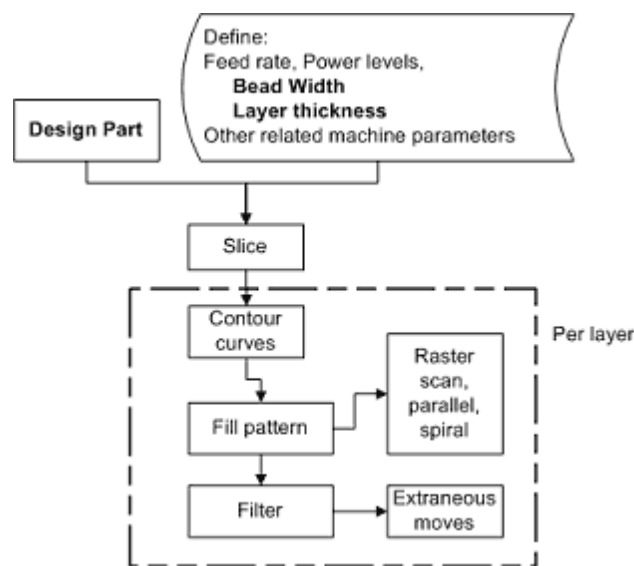 Define:
Feed rate, Power levels,
Bead Width
Layer thickness
Other related machine parameters
Design Part
Slice
Contour
curves
Per layer
Raster
scan,
parallel,
spiral
Fill pattern
Filter
Extraneous
moves